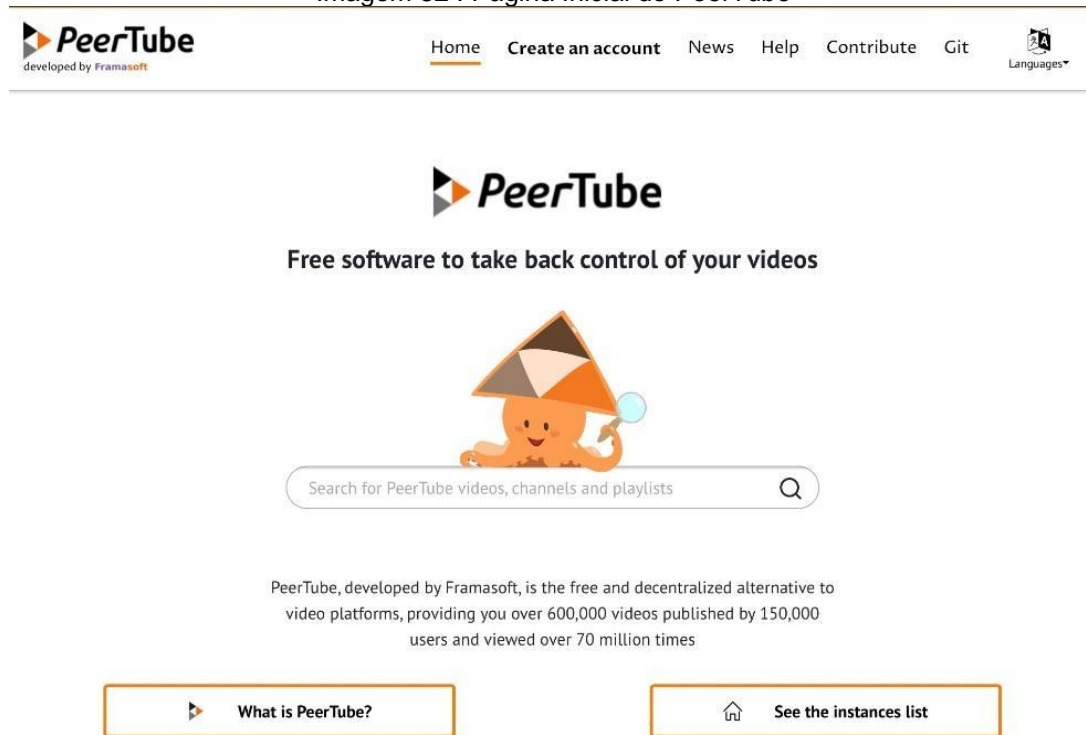 PeerTube
developed by Framasoft
Home Create an account News Help Contribute Git
Languages
PeerTube
Free software to take back control of your videos
Search for PeerTube videos, channels and playlists
PeerTube, developed by Framasoft, is the free and decentralized alternative to
video platforms, providing you over 600,000 videos published by 150,000
users and viewed over 70 million times
What is PeerTube? See the instances list